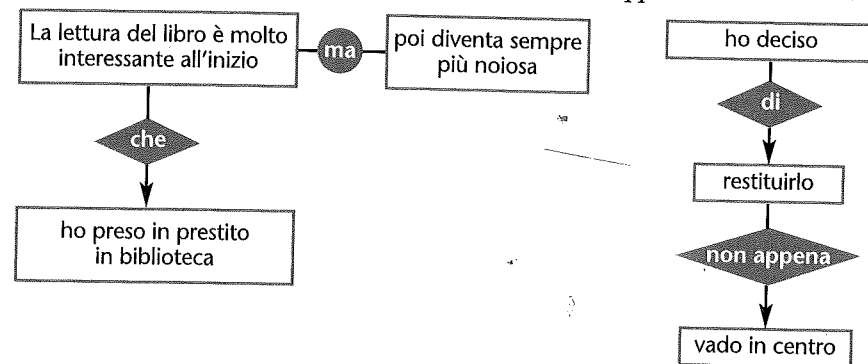 La lettura del libro è molto
interessante all'inizio
ma
poi diventa sempre
più noiosa
che
ho preso in prestito
in biblioteca
ho deciso
di
restituirlo
non appena
vado in centro